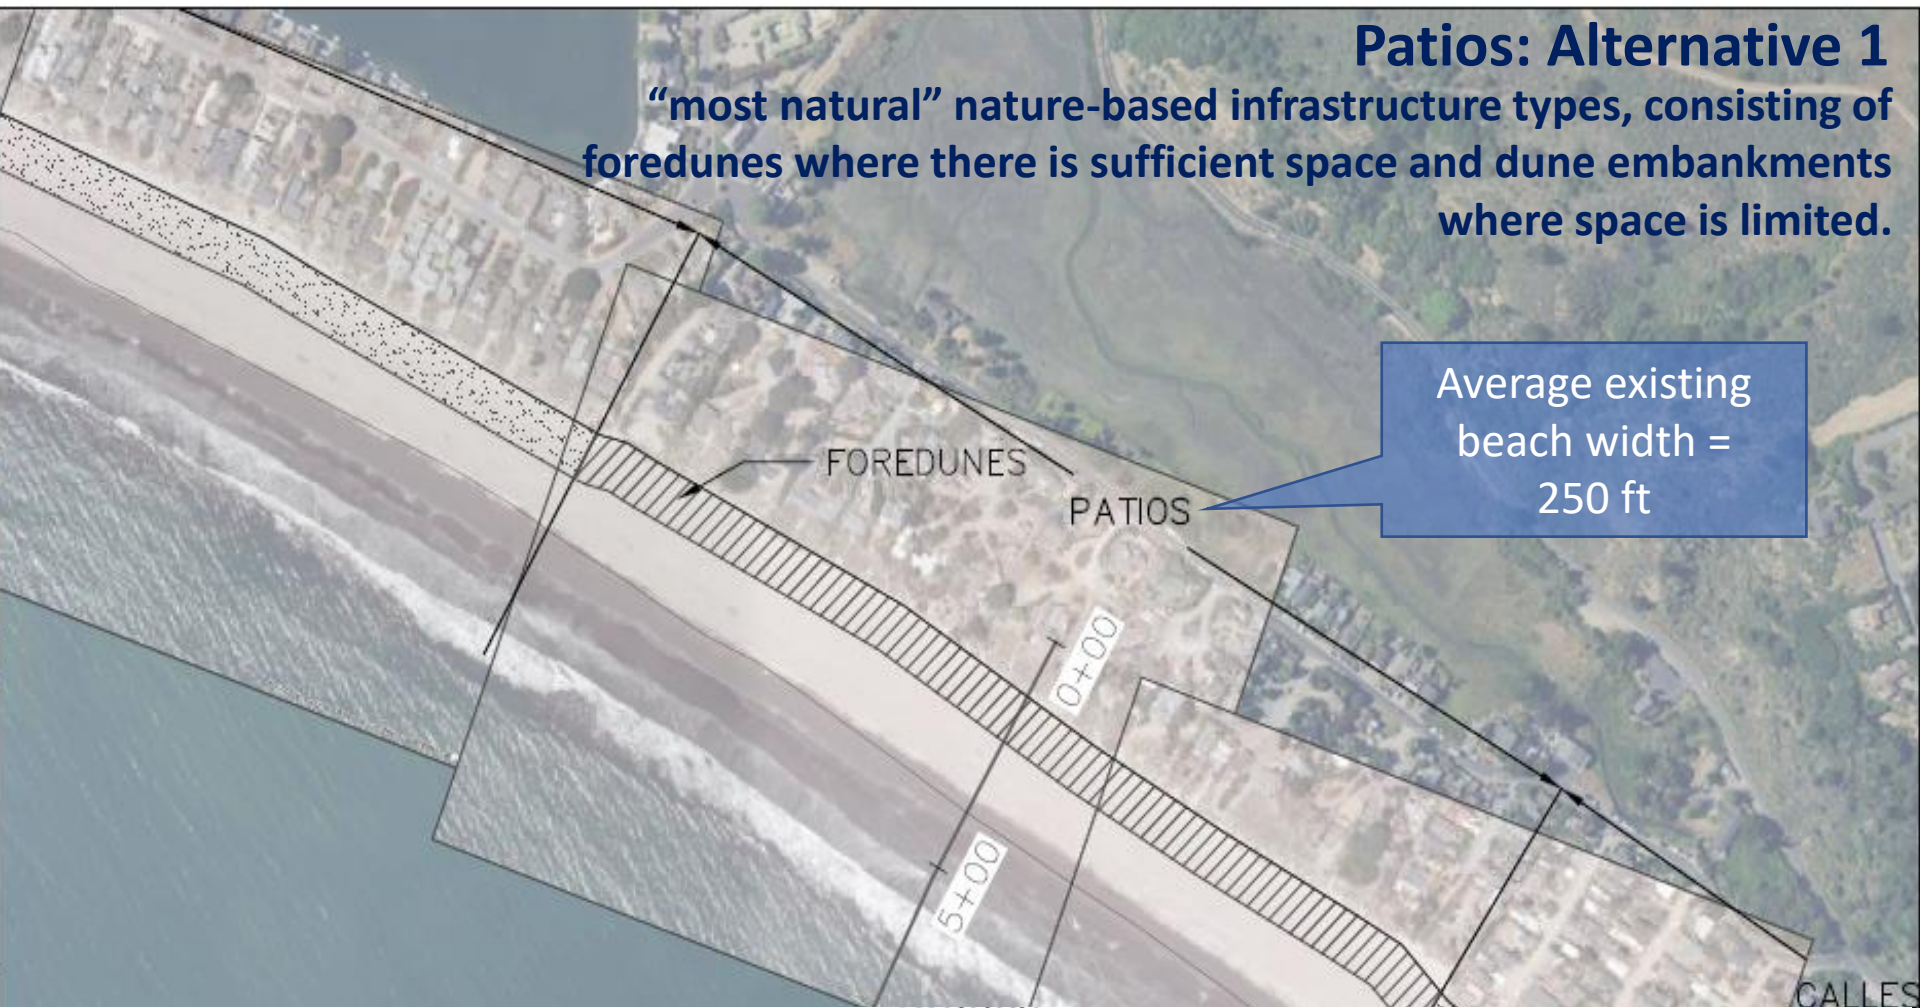 Patios: Alternative 1
“most natural” nature-based infrastructure types, consisting of
foredunes where there is sufficient space and dune embankments
where space is limited.
Average existing
beach width =
250 ft
FOREDUNES
PATIOS
0+00
5+00
CALLES